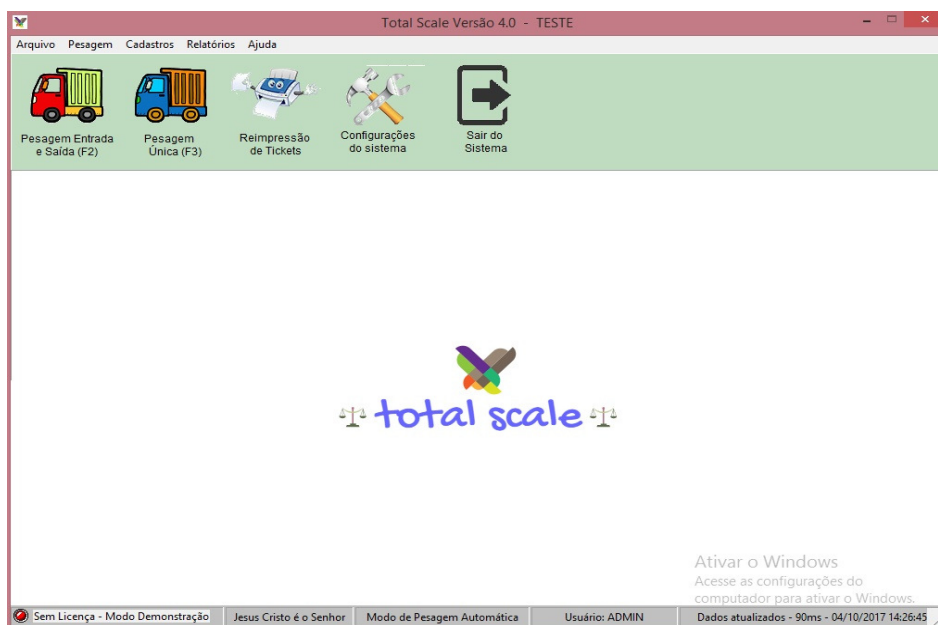 Total Scale Versão 4.0 - TESTE
Arquivo Pesagem Cadastros Relatórios Ajuda
Pesagem Entrada
e Saída (F2)
Pesagem
Única (F3)
Reimpressão
de Tickets
Configurações
do sistema
Sair do
Sistema
total scale
Ativar o Windows
Acesse as configurações do
computador para ativar o Windows.
Sem Licença - Modo Demonstração
Jesus Cristo é o Senhor
Modo de Pesagem Automática
Usuário: ADMIN
Dados atualizados - 90ms - 04/10/2017 14:26:45